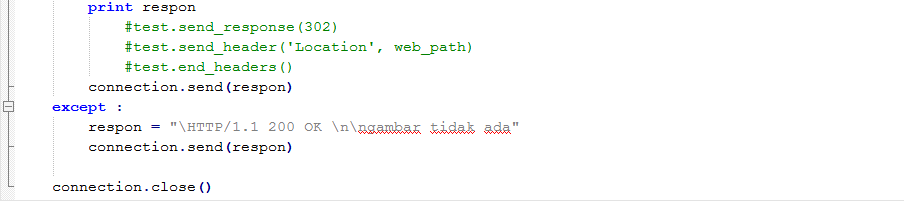 print respon
#test.send_response(302)
#test.send_header('Location', web_path)
#test.end_headers()
connection.send(respon)
except :
respon = "\HTTP/1.1 200 OK \n\ngambar tidak ada"
connection.send(respon)
connection.close()